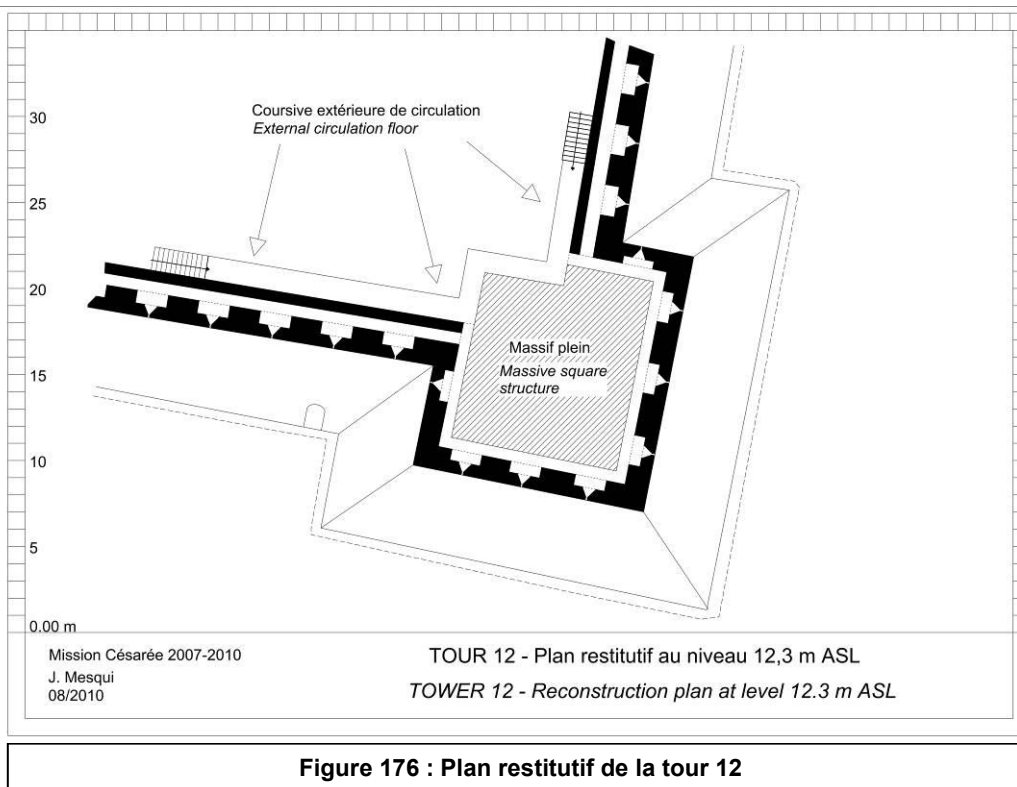 30
25
20
15
10
5
0.00 m
Coursive extérieure de circulation
External circulation floor
Massif plein
Massive square
structure
Mission Césarée 2007-2010
J. Mesqui
08/2010
TOUR 12 - Plan restitutif au niveau 12,3 m ASL
TOWER 12 - Reconstruction plan at level 12.3 m ASL
Figure 176 : Plan restitutif de la tour 12